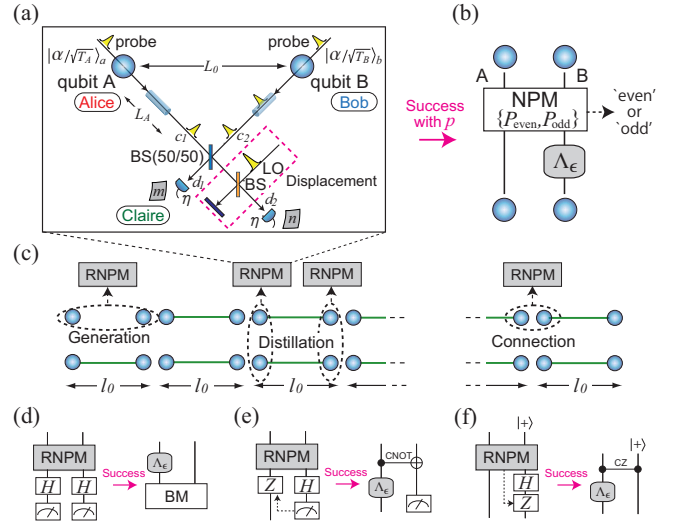 (a)
probe
probe
|α/√T_A⟩_a
|α/√T_B⟩_b
L_0
qubit A
qubit B
Alice
Bob
L_A
c_1
c_2
BS(50/50)
LO
d_1
BS
Displacement
m
η
d_2
Claire
η
n
(b)
A
B
Success
with p
NPM
{P_even, P_odd}
'even'
or
'odd'
Λ_ϵ
(c)
RNPM
RNPM
RNPM
RNPM
Generation
Distillation
Connection
l_0
l_0
l_0
l_0
(d)
RNPM
H
H
Success
Λ_ϵ
BM
(e)
RNPM
Z
H
Success
CNOT
Λ_ϵ
(f)
|+⟩
RNPM
H
Z
Success
|+⟩
CZ
Λ_ϵ